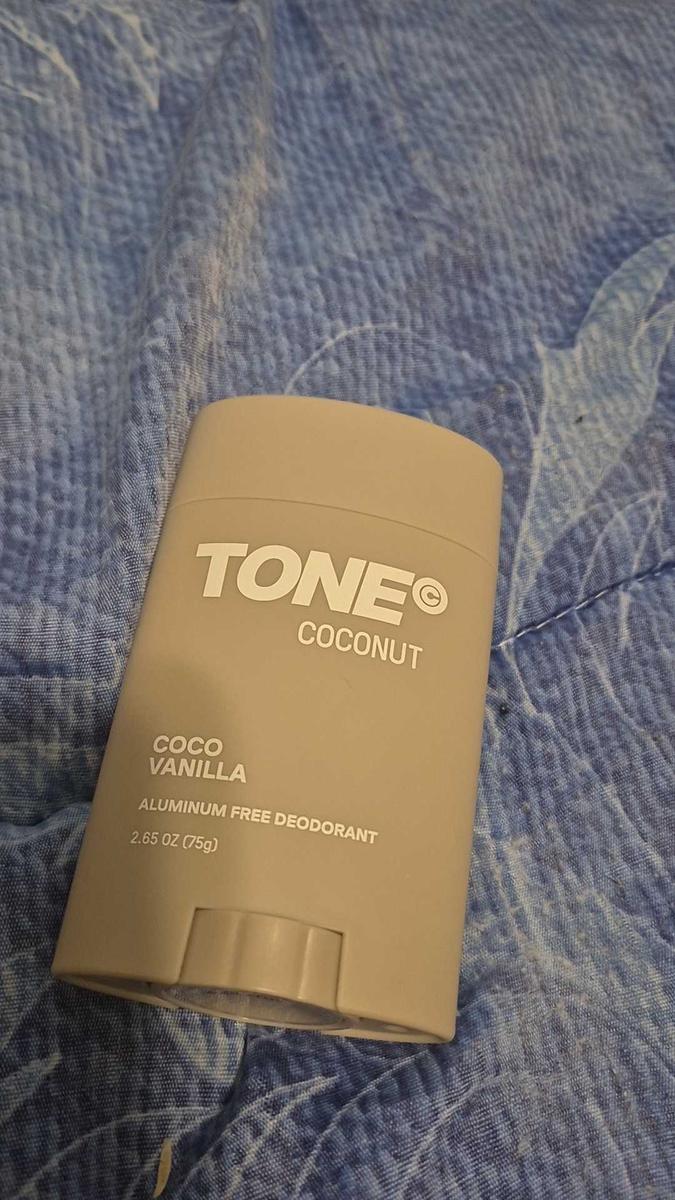 TONE©
COCONUT
COCO
VANILLA
ALUMINUM FREE DEODORANT
2.65 OZ (75g)